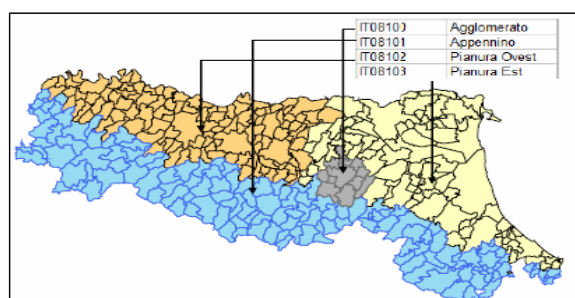 IT08100 Agglomerato
IT08101 Appennino
IT08102 Pianura Ovest
IT08103 Pianura Est